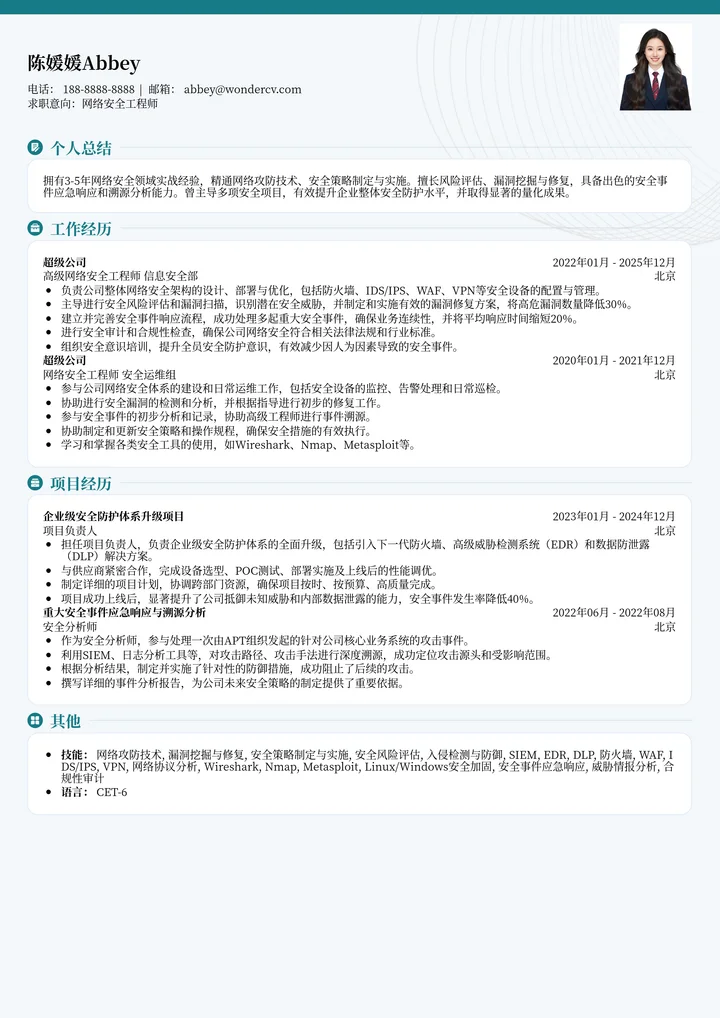 陈媛媛Abbey
电话： 188-8888-8888 | 邮箱： abbey@wondercv.com
求职意向：网络安全工程师
个人总结
拥有3-5年网络安全领域实战经验，精通网络攻防技术、安全策略制定与实施。擅长风险评估、漏洞挖掘与修复，具备出色的安全事
件应急响应和溯源分析能力。曾主导多项安全项目，有效提升企业整体安全防护水平，并取得显著的量化成果。
工作经历
超级公司 2022年01月 - 2025年12月
高级网络安全工程师 信息安全部 北京
• 负责公司整体网络安全架构的设计、部署与优化，包括防火墙、IDS/IPS、WAF、VPN等安全设备的配置与管理。
• 主导进行安全风险评估和漏洞扫描，识别潜在安全威胁，并制定和实施有效的漏洞修复方案，将高危漏洞数量降低30%。
• 建立并完善安全事件响应流程，成功处理多起重大安全事件，确保业务连续性，并将平均响应时间缩短20%。
• 进行安全审计和合规性检查，确保公司网络安全符合相关法律法规和行业标准。
• 组织安全意识培训，提升全员安全防护意识，有效减少因人为因素导致的安全事件。
超级公司 2020年01月 - 2021年12月
网络安全工程师 安全运维组 北京
• 参与公司网络安全体系的建设和日常运维工作，包括安全设备的监控、告警处理和日常巡检。
• 协助进行安全漏洞的检测和分析，并根据指导进行初步的修复工作。
• 参与安全事件的初步分析和记录，协助高级工程师进行事件溯源。
• 协助制定和更新安全策略和操作规程，确保安全措施的有效执行。
• 学习和掌握各类安全工具的使用，如Wireshark、Nmap、Metasploit等。
项目经历
企业级安全防护体系升级项目 2023年01月 - 2024年12月
项目负责人 北京
• 担任项目负责人，负责企业级安全防护体系的全面升级，包括引入下一代防火墙、高级威胁检测系统（EDR）和数据防泄露
（DLP）解决方案。
• 与供应商紧密合作，完成设备选型、POC测试、部署实施及上线后的性能调优。
• 制定详细的项目计划，协调跨部门资源，确保项目按时、按预算、高质量完成。
• 项目成功上线后，显著提升了公司抵御未知威胁和内部数据泄露的能力，安全事件发生率降低40%。
重大安全事件应急响应与溯源分析 2022年06月 - 2022年08月
安全分析师 北京
• 作为安全分析师，参与处理一次由APT组织发起的针对公司核心业务系统的攻击事件。
• 利用SIEM、日志分析工具等，对攻击路径、攻击手法进行深度溯源，成功定位攻击源头和受影响范围。
• 根据分析结果，制定并实施了针对性的防御措施，成功阻止了后续的攻击。
• 撰写详细的事件分析报告，为公司未来安全策略的制定提供了重要依据。
其他
• 技能： 网络攻防技术, 漏洞挖掘与修复, 安全策略制定与实施, 安全风险评估, 入侵检测与防御, SIEM, EDR, DLP, 防火墙, WAF, I
DS/IPS, VPN, 网络协议分析, Wireshark, Nmap, Metasploit, Linux/Windows安全加固, 安全事件应急响应, 威胁情报分析, 合
规性审计
• 语言： CET-6